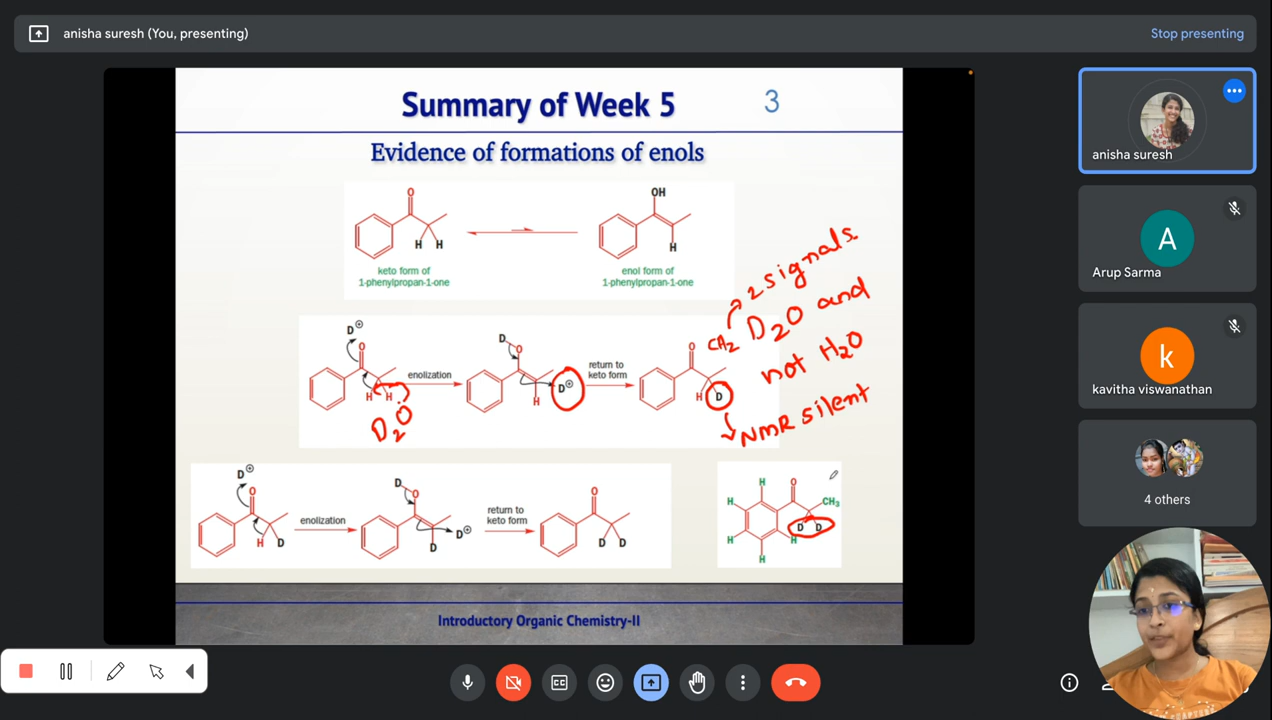 anisha suresh (You, presenting)
Stop presenting
Summary of Week 5
3
Evidence of formations of enols
O
H H
keto form of
1-phenylpropan-1-one
OH
H
enol form of
1-phenylpropan-1-one
2 signals
CH2 D2O and
not H2O
NMR silent
D⊕
O
H H
D2O
enolization
D
O
H
D⊕
return to
keto form
O
H D
D⊕
O
H D
enolization
D
O
D
D⊕
return to
keto form
O
D D
H
O
H
CH3
D D
H
H
H
Introductory Organic Chemistry-II
anisha suresh
A
Arup Sarma
k
kavitha viswanathan
4 others